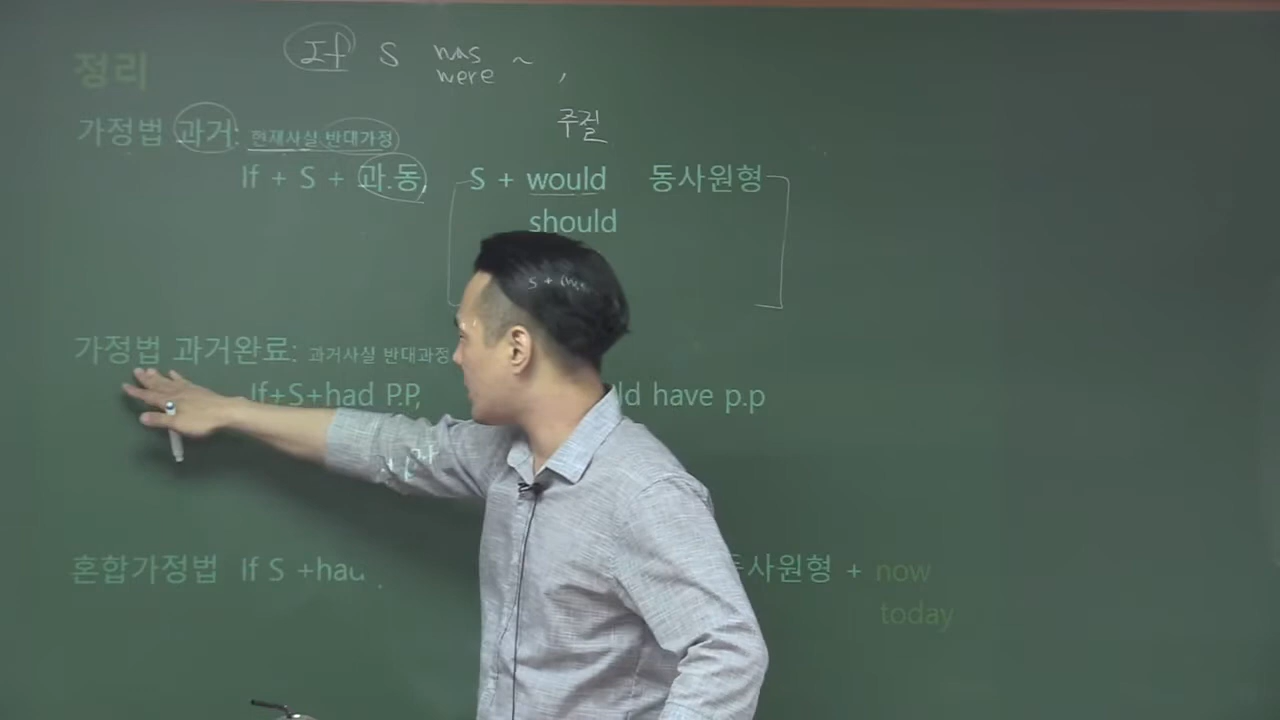 정리
If S was ~ ,
were
주절
가정법 과거: 현재사실 반대가정
If + S + 과.동, S + would 동사원형
should
S +
가정법 과거완료: 과거사실 반대과정
If+S+had P.P, have p.p
혼합가정법 If S 사원형 + now
today